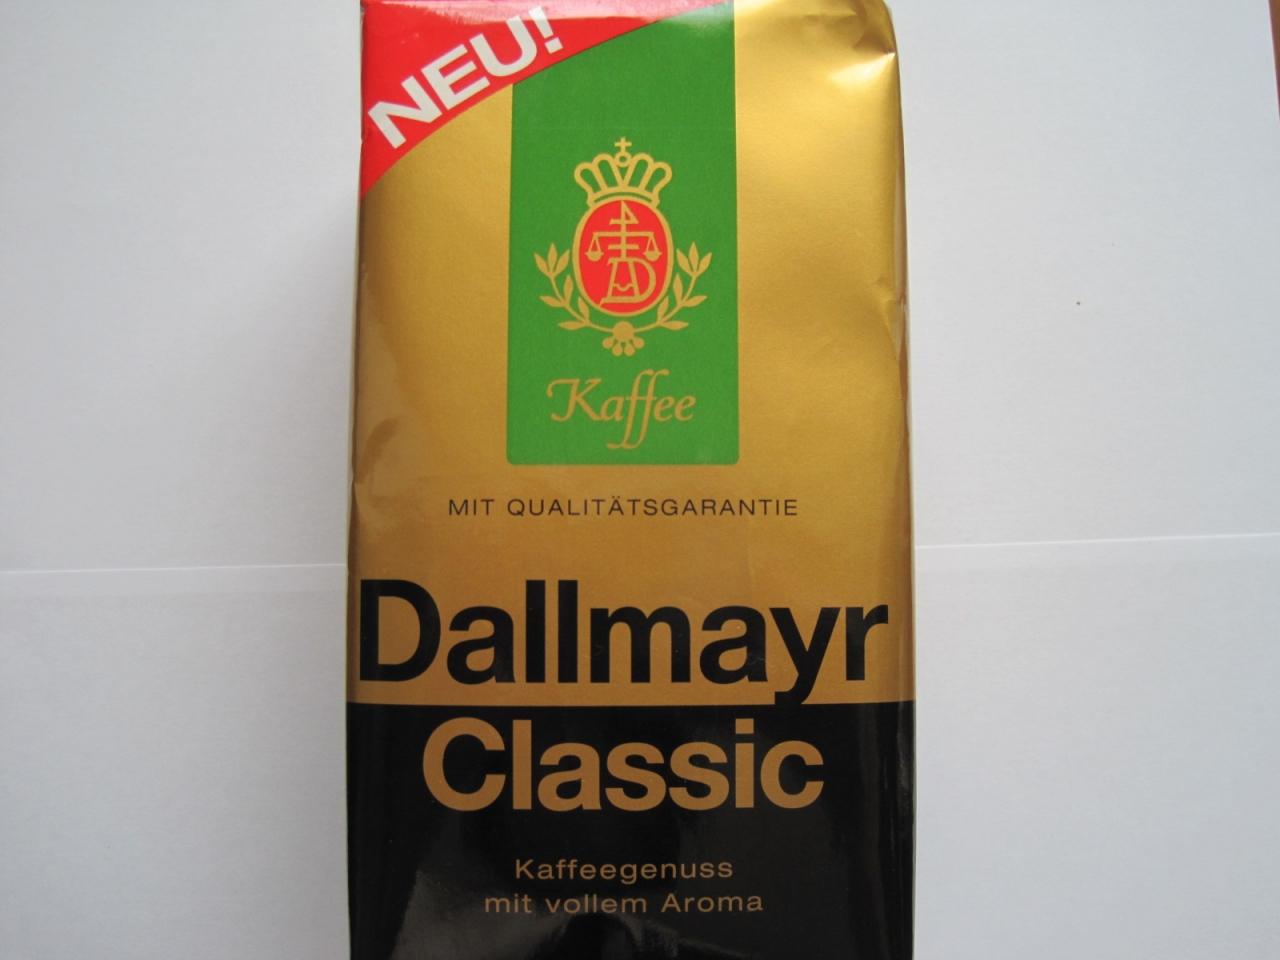 NEU!
Kaffee
MIT QUALITÄTSGARANTIE
Dallmayr
Classic
Kaffeegenuss
mit vollem Aroma